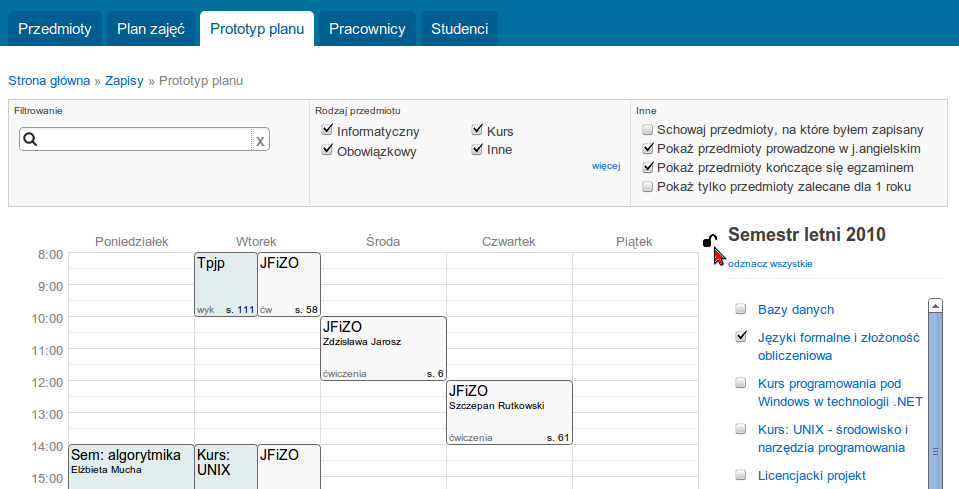 Przedmioty Plan zajęć Prototyp planu Pracownicy Studenci
Strona główna » Zapisy » Prototyp planu
Filtrowanie
x
Rodzaj przedmiotu
Informatyczny Kurs
Obowiązkowy Inne
więcej
Inne
Schowaj przedmioty, na które byłem zapisany
Pokaż przedmioty prowadzone w j.angielskim
Pokaż przedmioty kończące się egzaminem
Pokaż tylko przedmioty zalecane dla 1 roku
Poniedziałek Wtorek Środa Czwartek Piątek
8:00
9:00
10:00
11:00
12:00
13:00
14:00
15:00
Tpjp
wyk s. 111
JFiZO
ćw s. 58
JFiZO
Zdzisława Jarosz
ćwiczenia s. 6
JFiZO
Szczepan Rutkowski
ćwiczenia s. 61
Sem: algorytmika
Elżbieta Mucha
Kurs:
UNIX
JFiZO
Semestr letni 2010
odznacz wszystkie
Bazy danych
Języki formalne i złożoność
obliczeniowa
Kurs programowania pod
Windows w technologii .NET
Kurs: UNIX - środowisko i
narzędzia programowania
Licencjacki projekt